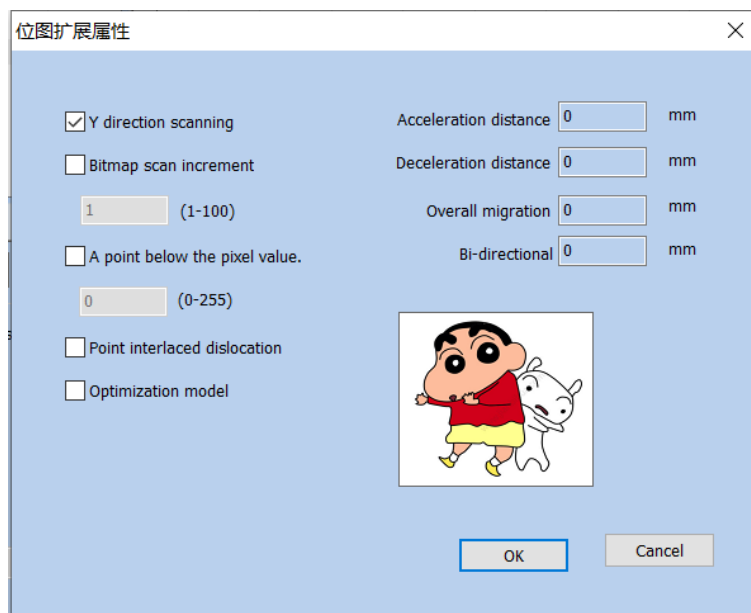 位图扩展属性
Y direction scanning
Bitmap scan increment
1 (1-100)
A point below the pixel value.
0 (0-255)
Point interlaced dislocation
Optimization model
Acceleration distance 0 mm
Deceleration distance 0 mm
Overall migration 0 mm
Bi-directional 0 mm
OK
Cancel